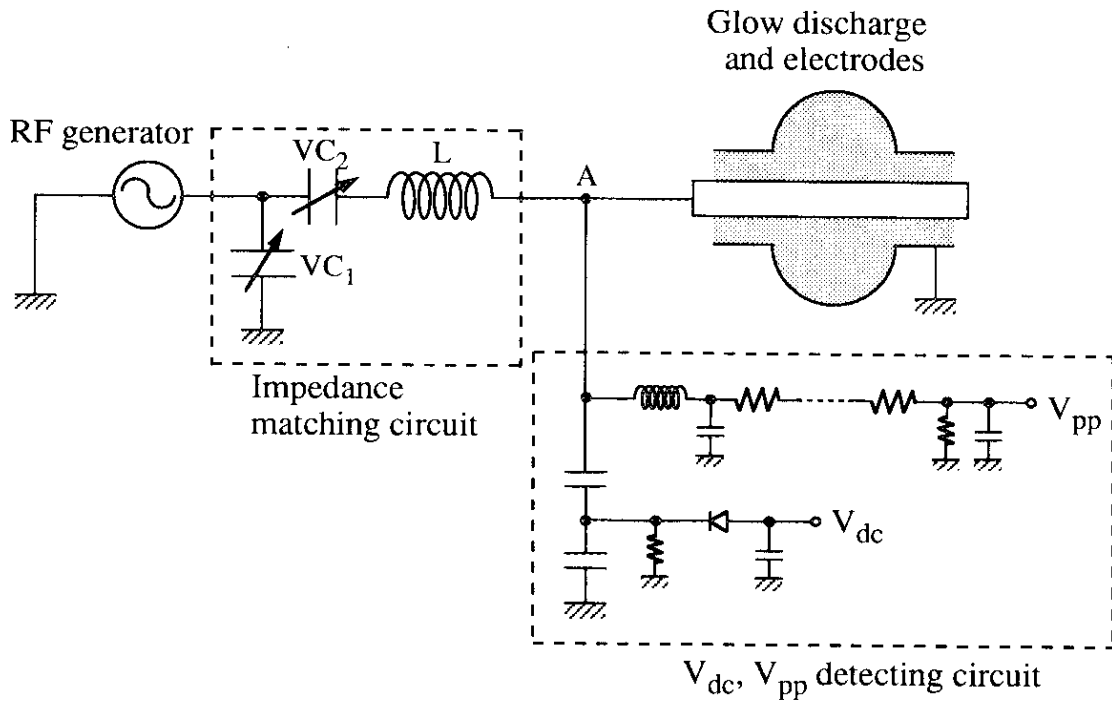 Glow discharge
and electrodes
RF generator
VC2
L
A
VC1
Impedance
matching circuit
Vpp
Vdc
Vdc, Vpp detecting circuit